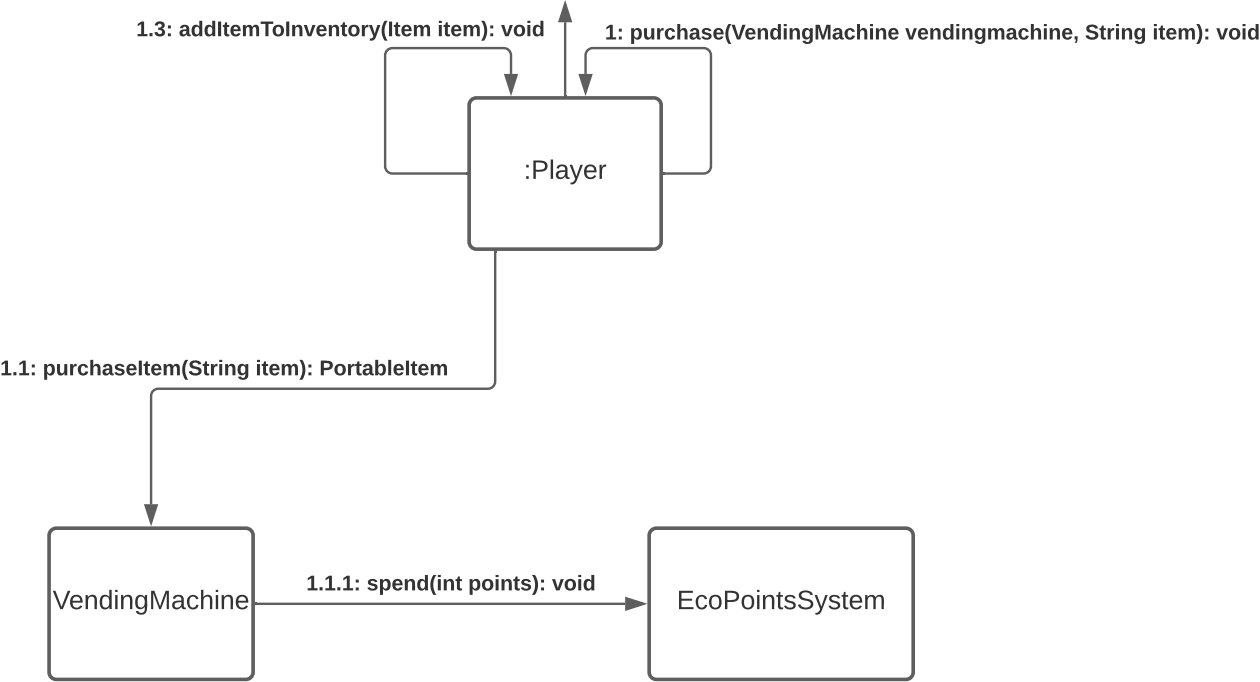 1.3: addItemToInventory(Item item): void
1: purchase(VendingMachine vendingmachine, String item): void
:Player
1.1: purchaseItem(String item): PortableItem
VendingMachine
1.1.1: spend(int points): void
EcoPointsSystem